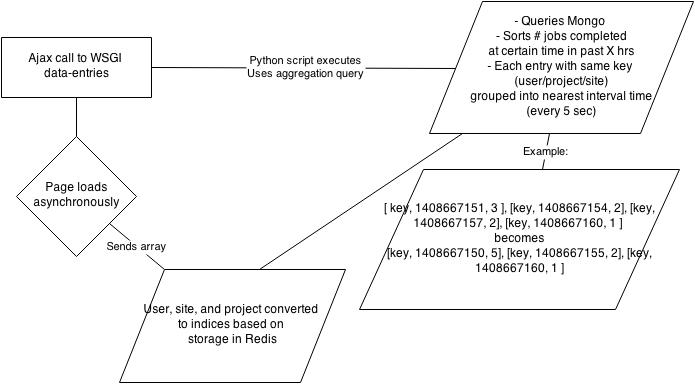 Ajax call to WSGI
data-entries
Python script executes
Uses aggregation query
- Queries Mongo
- Sorts # jobs completed
at certain time in past X hrs
- Each entry with same key
(user/project/site)
grouped into nearest interval time
(every 5 sec)
Example:
Page loads
asynchronously
[ key, 1408667151, 3 ], [key, 1408667154, 2], [key,
1408667157, 2], [key, 1408667160, 1 ]
becomes
[key, 1408667150, 5], [key, 1408667155, 2], [key,
1408667160, 1 ]
Sends array
User, site, and project converted
to indices based on
storage in Redis